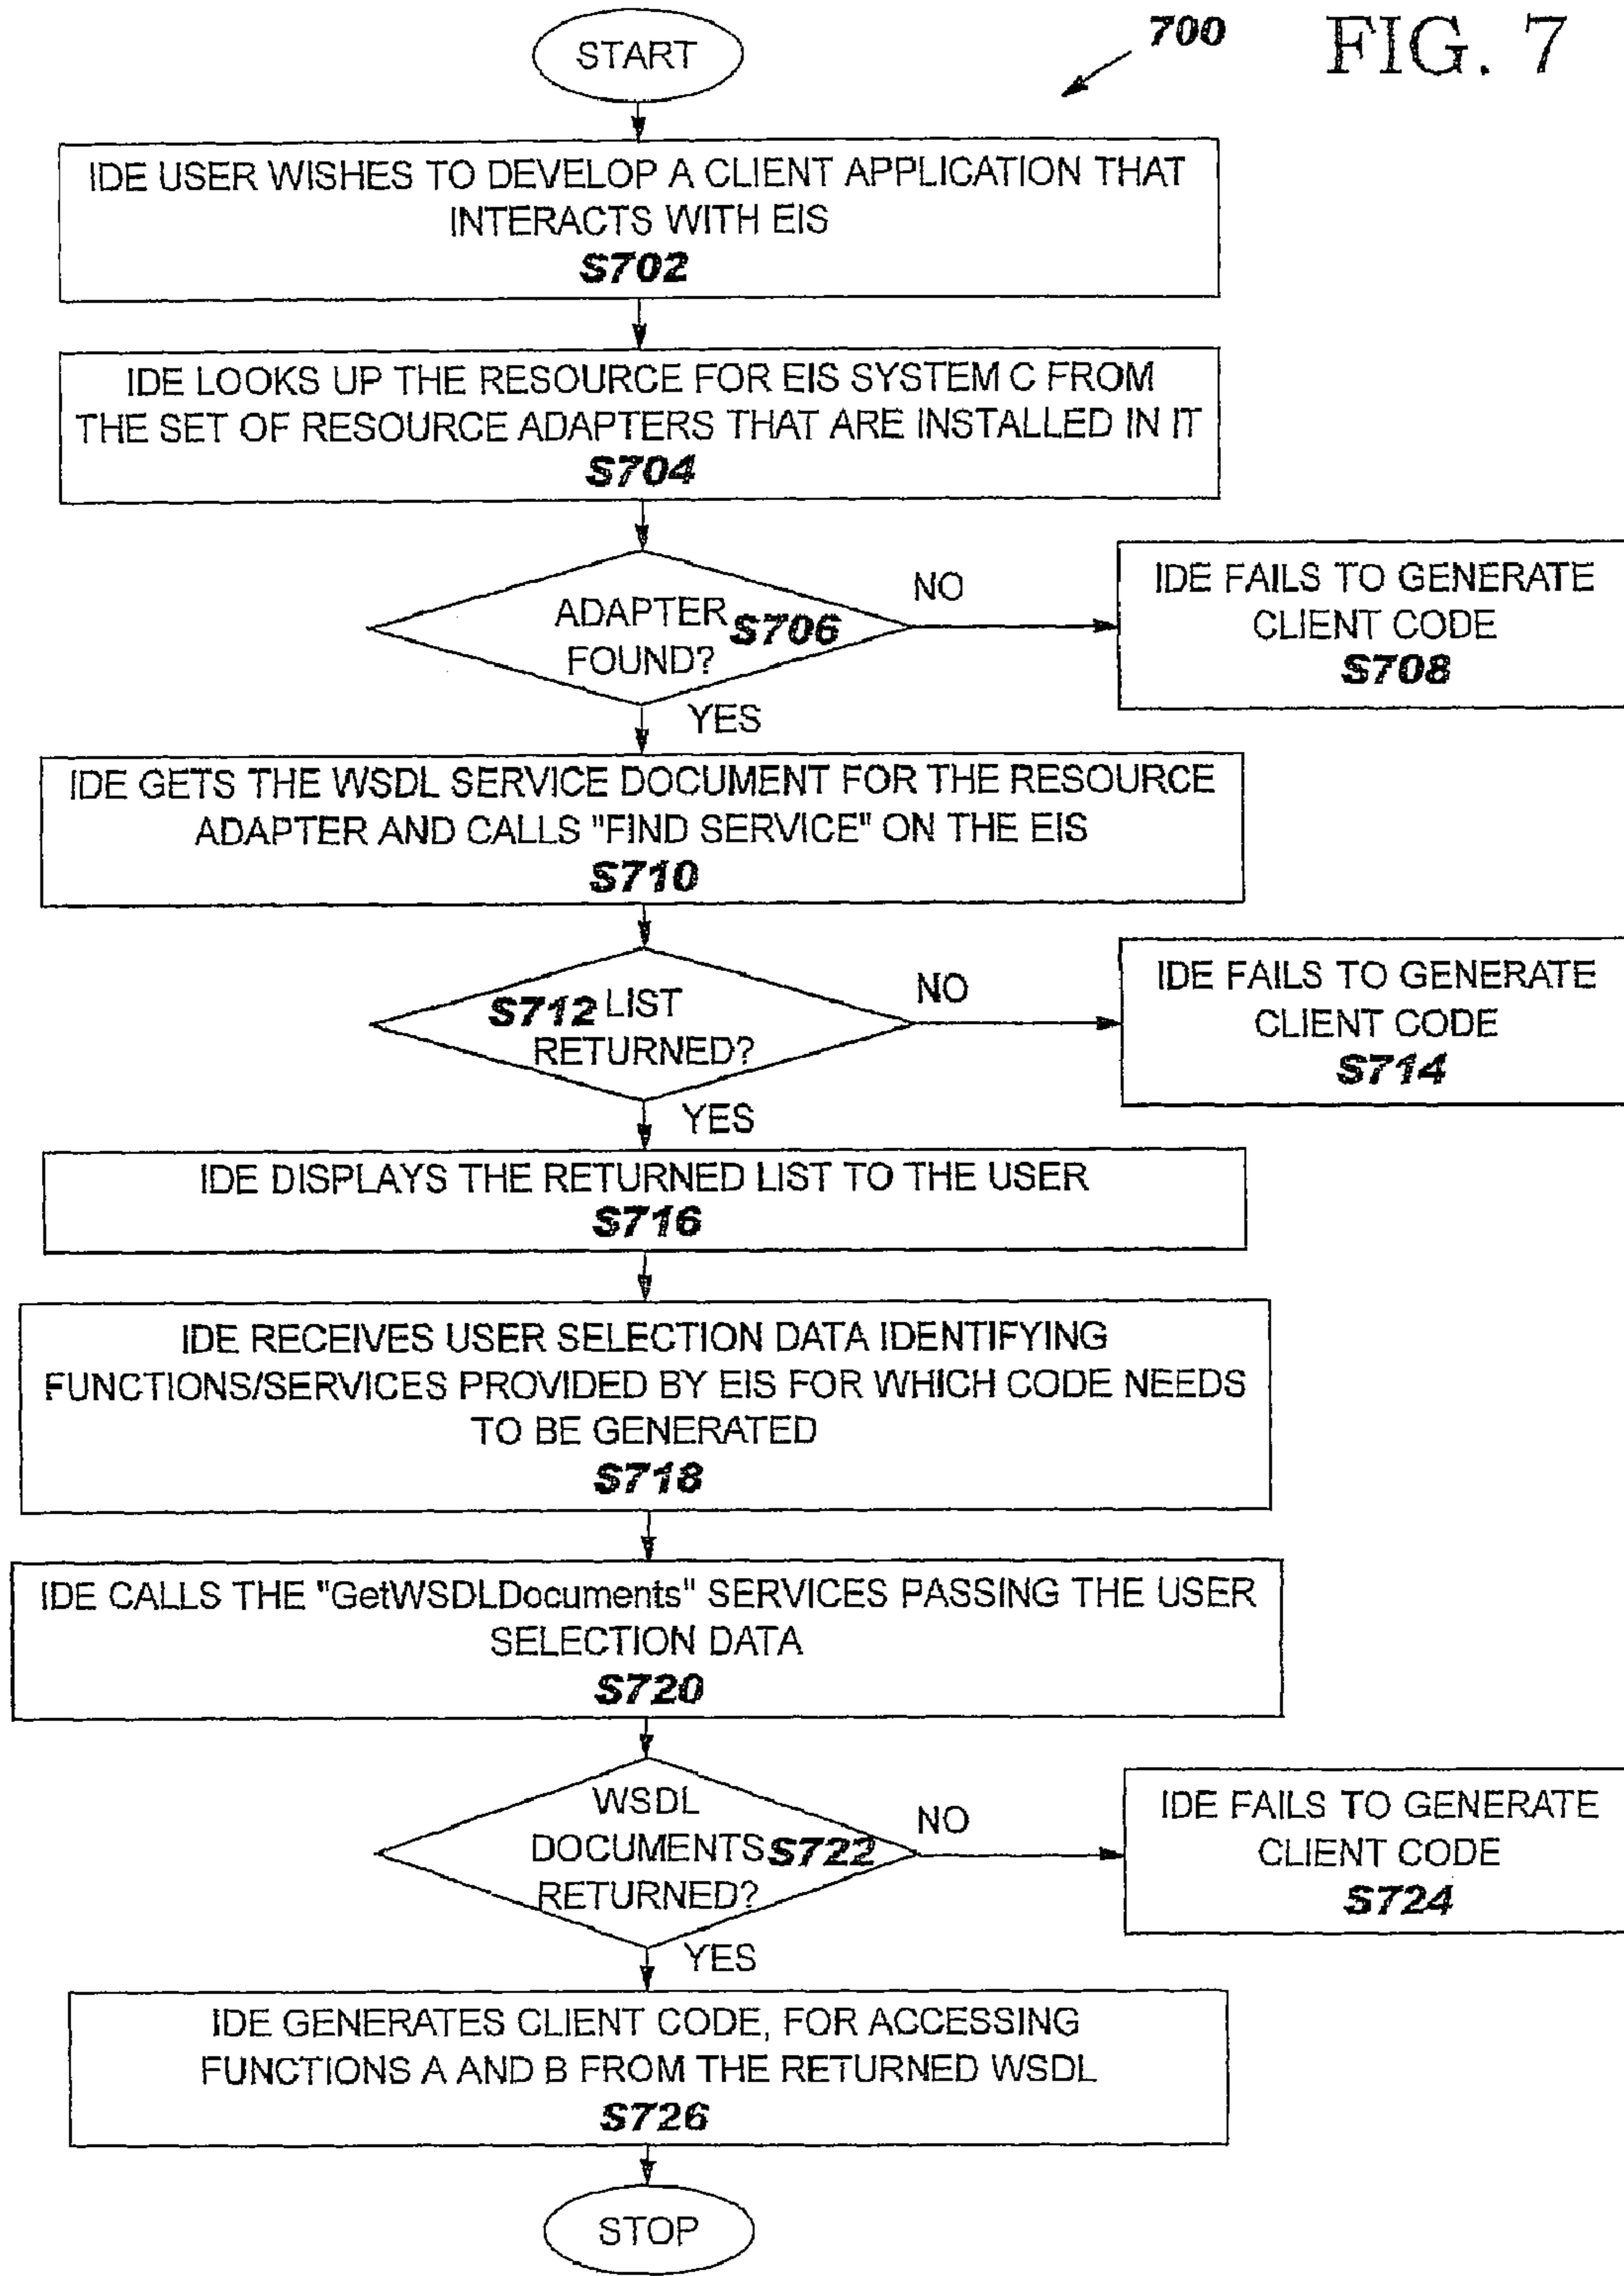 700 FIG. 7
START
IDE USER WISHES TO DEVELOP A CLIENT APPLICATION THAT
INTERACTS WITH EIS
S702
IDE LOOKS UP THE RESOURCE FOR EIS SYSTEM C FROM
THE SET OF RESOURCE ADAPTERS THAT ARE INSTALLED IN IT
S704
ADAPTER S706
FOUND?
NO
IDE FAILS TO GENERATE
CLIENT CODE
S708
YES
IDE GETS THE WSDL SERVICE DOCUMENT FOR THE RESOURCE
ADAPTER AND CALLS "FIND SERVICE" ON THE EIS
S710
S712 LIST
RETURNED?
NO
IDE FAILS TO GENERATE
CLIENT CODE
S714
YES
IDE DISPLAYS THE RETURNED LIST TO THE USER
S716
IDE RECEIVES USER SELECTION DATA IDENTIFYING
FUNCTIONS/SERVICES PROVIDED BY EIS FOR WHICH CODE NEEDS
TO BE GENERATED
S718
IDE CALLS THE "GetWSDLDocuments" SERVICES PASSING THE USER
SELECTION DATA
S720
WSDL
DOCUMENTS S722
RETURNED?
NO
IDE FAILS TO GENERATE
CLIENT CODE
S724
YES
IDE GENERATES CLIENT CODE, FOR ACCESSING
FUNCTIONS A AND B FROM THE RETURNED WSDL
S726
STOP